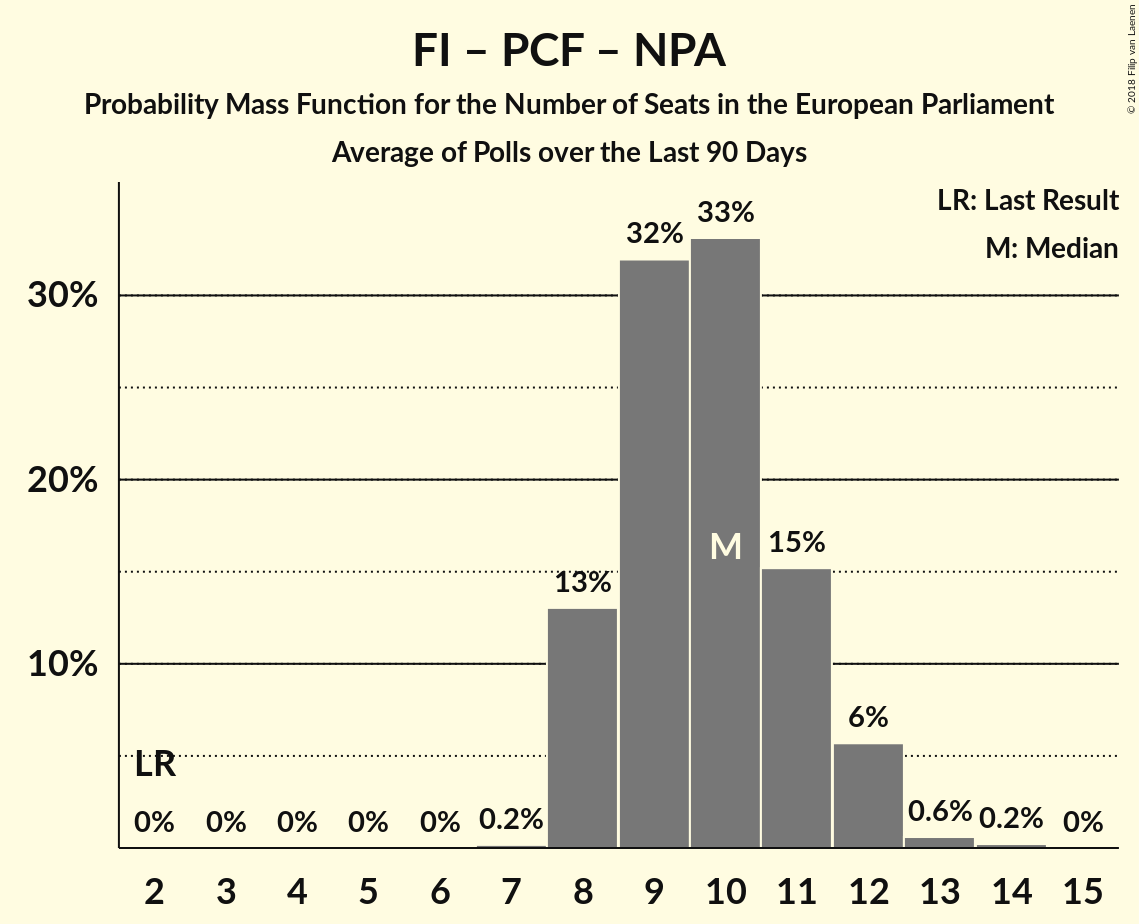 FI – PCF – NPA
Probability Mass Function for the Number of Seats in the European Parliament
Average of Polls over the Last 90 Days
© 2018 Filip van Laenen
LR: Last Result
M: Median
30%
20%
10%
LR
M
0%
0%
0%
0%
0%
0.2%
13%
32%
33%
15%
6%
0.6%
0.2%
0%
2 3 4 5 6 7 8 9 10 11 12 13 14 15